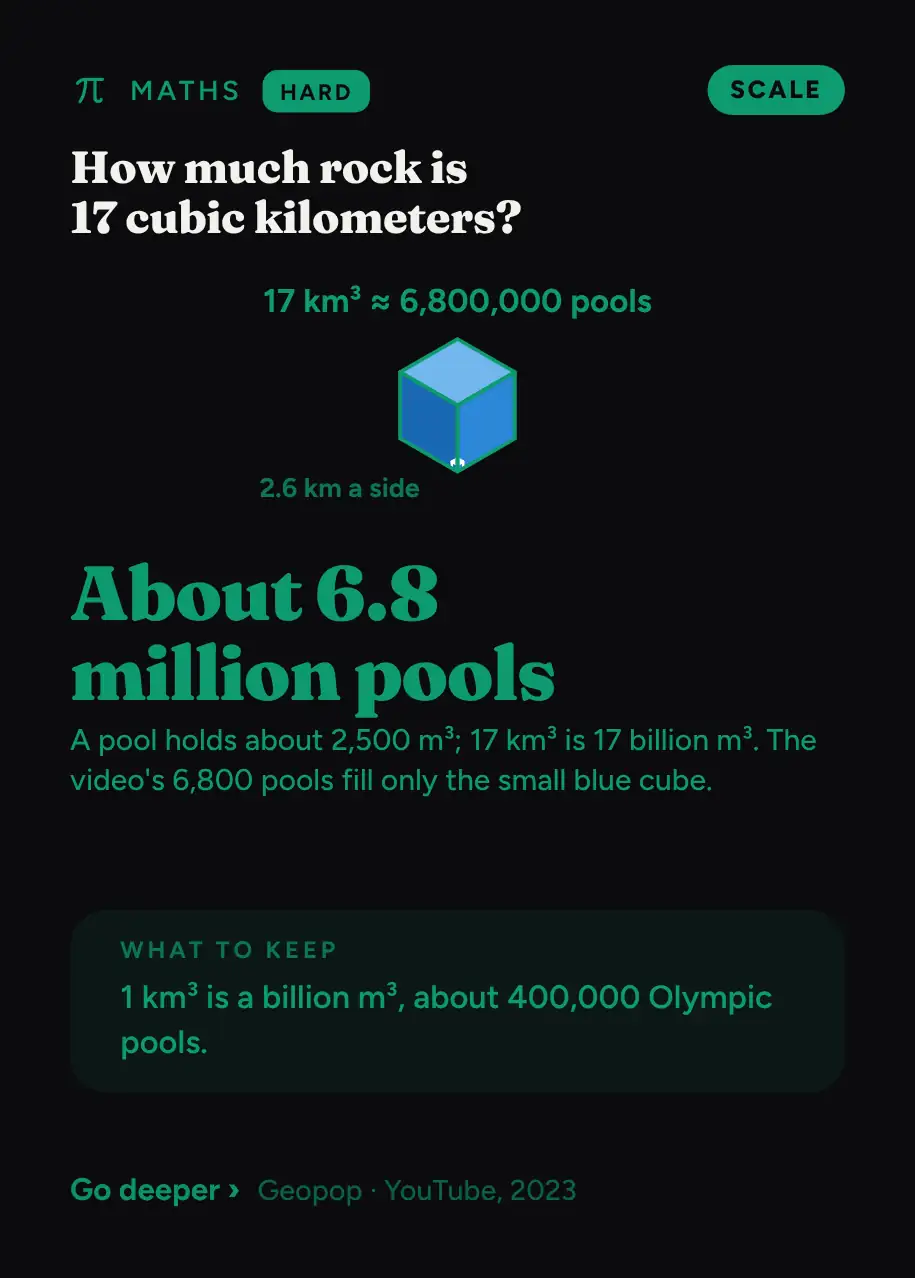 π MATHS HARD SCALE
How much rock is
17 cubic kilometers?
17 km³ ≈ 6,800,000 pools
2.6 km a side
About 6.8
million pools
A pool holds about 2,500 m³; 17 km³ is 17 billion m³. The
video's 6,800 pools fill only the small blue cube.
WHAT TO KEEP
1 km³ is a billion m³, about 400,000 Olympic
pools.
Go deeper › Geopop · YouTube, 2023